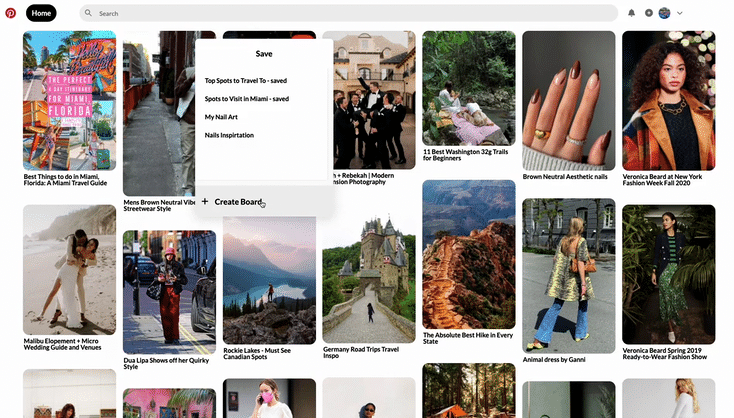 Home
Search
THE PERFECT
4 DAY ITINERARY
FOR MIAMI,
FLORIDA
Best Things to do in Miami,
Florida: A Miami Travel Guide
Mens Brown Neutral Vibe
Streetwear Style
Save
Top Spots to Travel To - saved
Spots to Visit in Miami - saved
My Nail Art
Nails Inspirtation
+ Create Board
h + Rebekah | Modern
nsion Photography
11 Best Washington 32g Trails
for Beginners
Brown Neutral Aesthetic nails
Veronica Beard at New York
Fashion Week Fall 2020
Malibu Elopement + Micro
Wedding Guide and Venues
Dua Lipa Shows off her Quirky
Style
Rockie Lakes - Must See
Canadian Spots
Germany Road Trips Travel
Inspo
The Absolute Best Hike in Every
State
Animal dress by Ganni
Veronica Beard Spring 2019
Ready-to-Wear Fashion Show